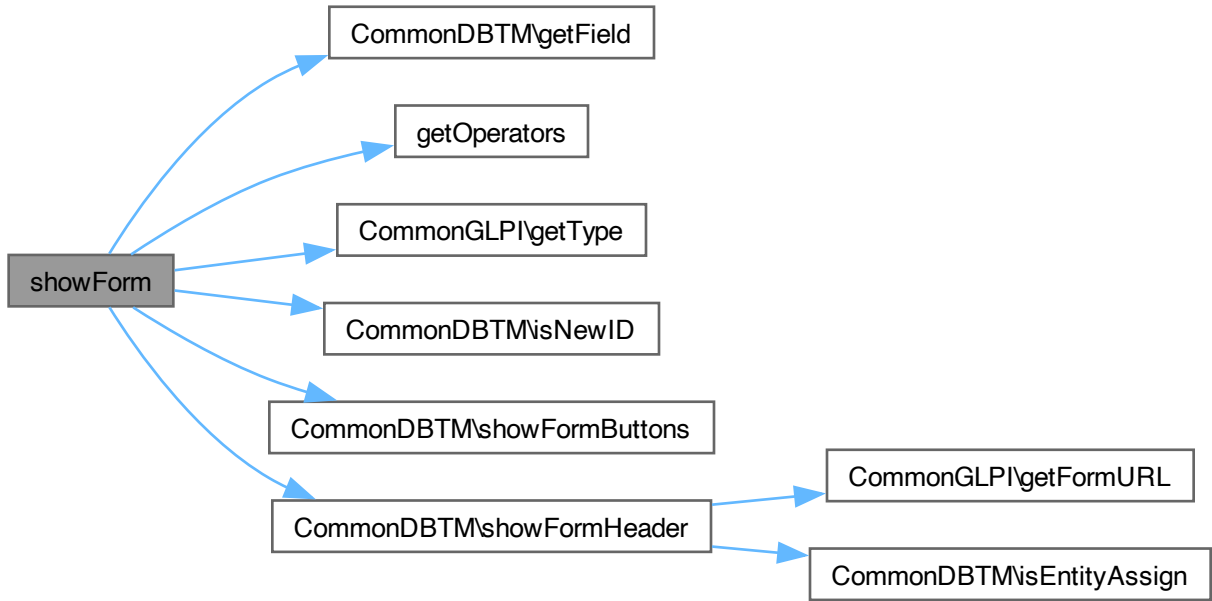 CommonDBTM\getField
getOperators
CommonGLPI\getType
showForm
CommonDBTM\isNewID
CommonDBTM\showFormButtons
CommonGLPI\getFormURL
CommonDBTM\showFormHeader
CommonDBTM\isEntityAssign